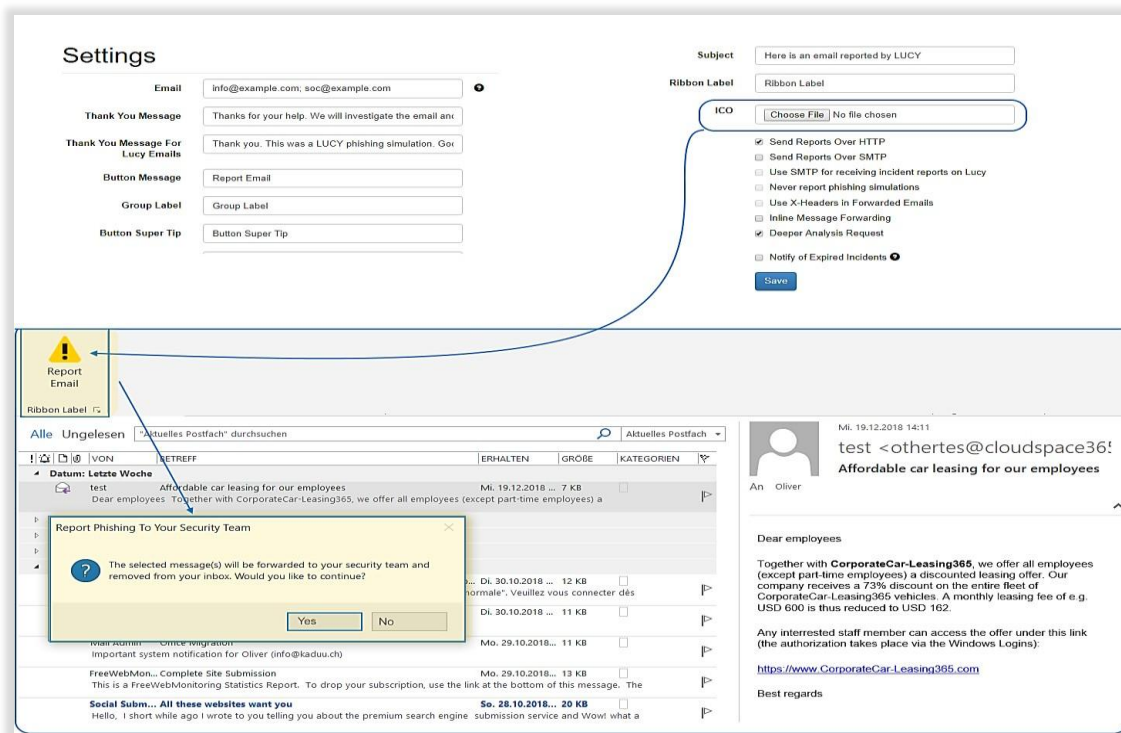 Settings
Email
info@example.com; soc@example.com
Thank You Message
Thanks for your help. We will investigate the email and
Thank You Message For
Lucy Emails
Thank you. This was a LUCY phishing simulation. Goo
Button Message
Report Email
Group Label
Group Label
Button Super Tip
Button Super Tip
Subject
Here is an email reported by LUCY
Ribbon Label
Ribbon Label
ICO
Choose File No file chosen
Send Reports Over HTTP
Send Reports Over SMTP
Use SMTP for receiving incident reports on Lucy
Never report phishing simulations
Use X-Headers in Forwarded Emails
Inline Message Forwarding
Deeper Analysis Request
Notify of Expired Incidents
Save
Report
Email
Ribbon Label
Alle Ungelesen "Aktuelles Postfach" durchsuchen Aktuelles Postfach
VON BETREFF ERHALTEN GRÖßE KATEGORIEN
Datum: Letzte Woche
test Affordable car leasing for our employees Mi. 19.12.2018 ... 7 KB
Dear employees Together with CorporateCar-Leasing365, we offer all employees (except part-time employees) a
Report Phishing To Your Security Team
The selected message(s) will be forwarded to your security team and
removed from your inbox. Would you like to continue?
Yes No
... Di. 30.10.2018 ... 12 KB
normale". Veuillez vous connecter dès
Di. 30.10.2018 ... 11 KB
Mail Admin Office Migration Mo. 29.10.2018... 11 KB
Important system notification for Oliver (info@kaduu.ch)
FreeWebMon... Complete Site Submission Mo. 29.10.2018... 13 KB
This is a FreeWebMonitoring Statistics Report. To drop your subscription, use the link at the bottom of this message. The
Social Subm... All these websites want you So. 28.10.2018... 20 KB
Hello, I short while ago I wrote to you telling you about the premium search engine submission service and Wow! what a
Mi. 19.12.2018 14:11
test <othertes@cloudspace365
Affordable car leasing for our employees
An Oliver
Dear employees
Together with CorporateCar-Leasing365, we offer all employees
(except part-time employees) a discounted leasing offer. Our
company receives a 73% discount on the entire fleet of
CorporateCar-Leasing365 vehicles. A monthly leasing fee of e.g.
USD 600 is thus reduced to USD 162.
Any interrested staff member can access the offer under this link
(the authorization takes place via the Windows Logins):
https://www.CorporateCar-Leasing365.com
Best regards